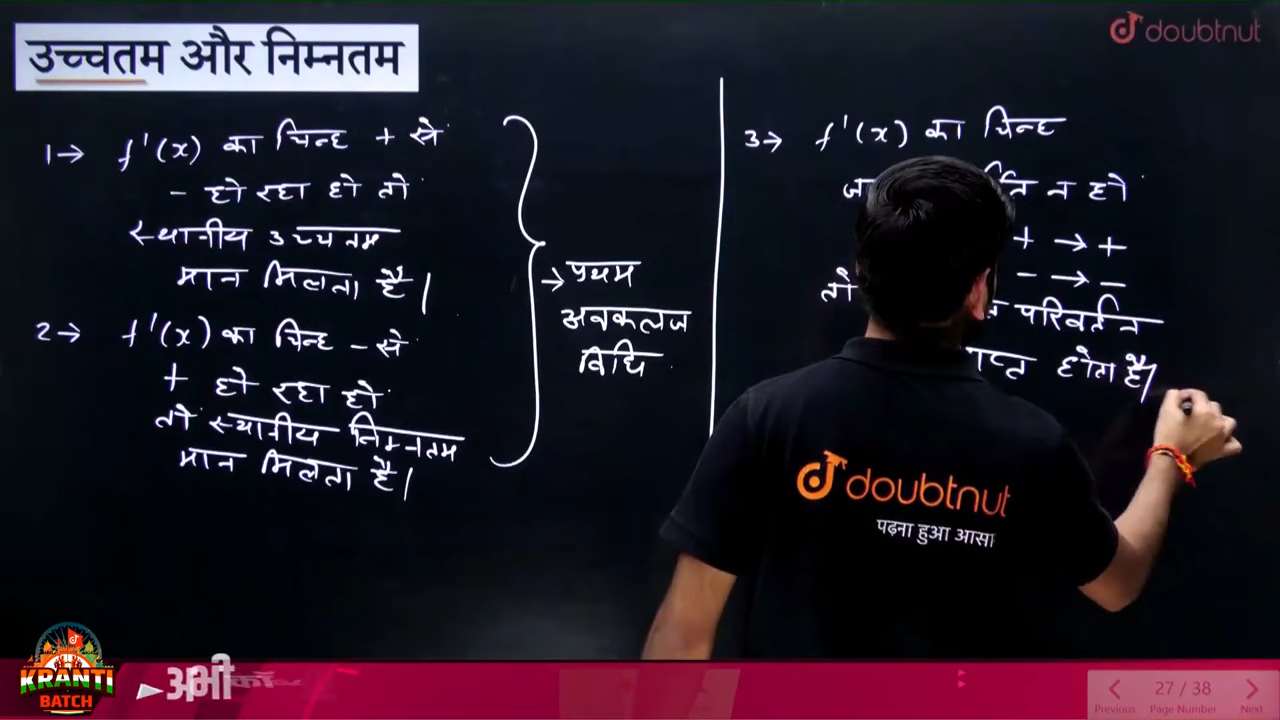 उच्चतम और निम्नतम
doubtnut
1→ f'(x) का चिन्ह + से
- हो रहा हो तो
स्थानीय उच्चतम
मान मिलता है।
2→ f'(x) का चिन्ह - से
+ हो रहा हो
तो स्थानीय निम्नतम
मान मिलता है।
→ प्रथम
अवकलज
विधि
3→ f'(x) का चिन्ह
न हो
+ → +
- → -
तो परिवर्तन
होता है।
doubtnut
पढ़ना हुआ आसा
KRANTI
BATCH
अभी
27 / 38
Previous Page Number Next